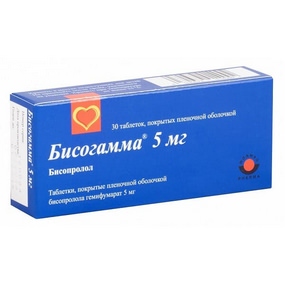 30 таблеток, покрытых пленочной оболочкой
Бисогамма® 5 мг
Бисопролол
Таблетки, покрытые пленочной оболочкой
бисопролола гемифумарат 5 мг
Бисогамма® 5 мг